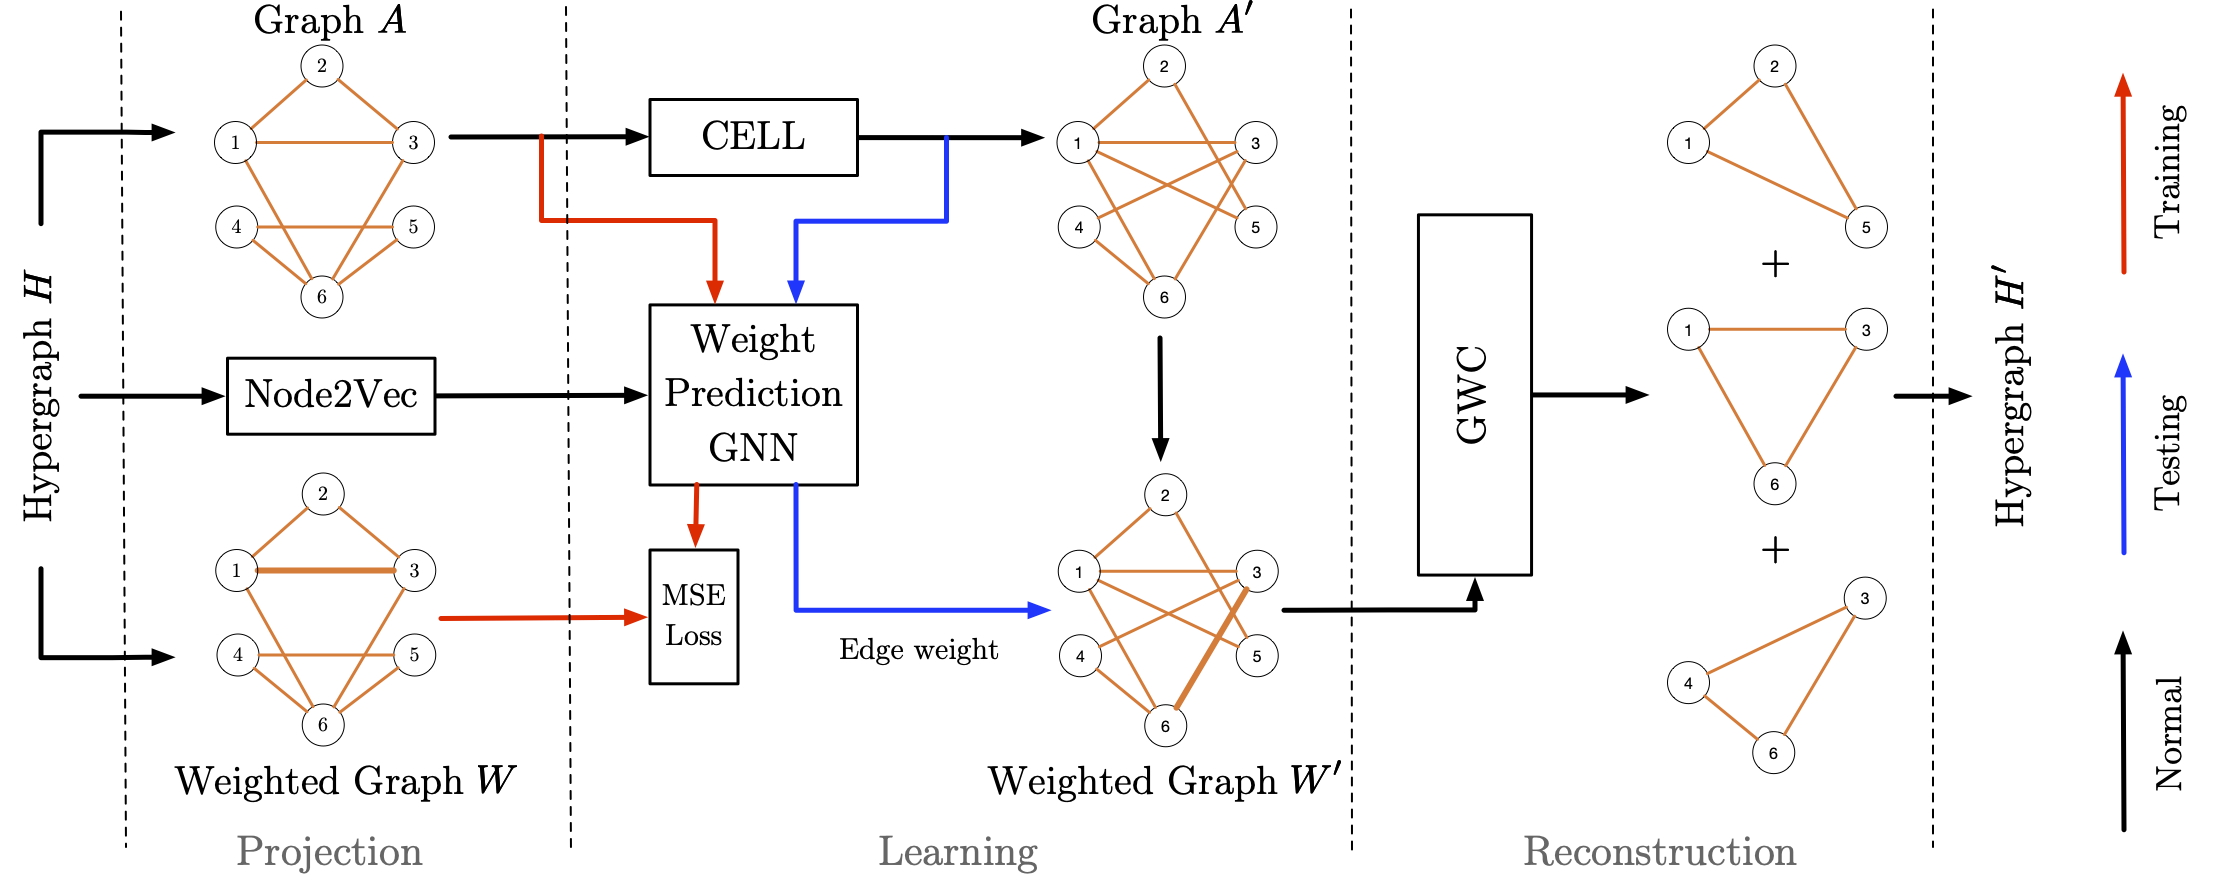 Hypergraph H
Graph A
2
1
3
4
5
6
Node2Vec
2
1
3
4
5
6
Weighted Graph W
Projection
CELL
Weight
Prediction
GNN
MSE
Loss
Edge weight
Graph A′
2
1
3
4
5
6
2
1
3
4
5
6
Weighted Graph W′
Learning
GWC
2
1
5
+
1
3
6
+
3
4
6
Reconstruction
Hypergraph H′
Training
Testing
Normal